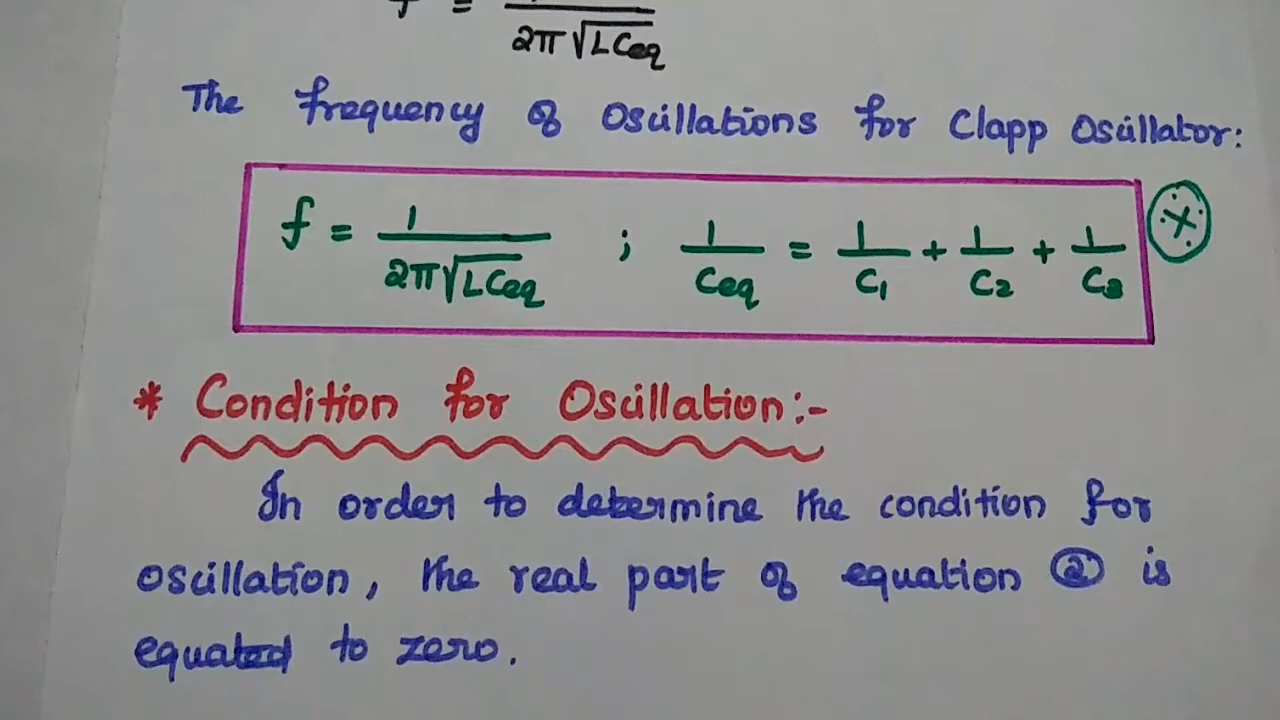 f = 1 / 2π√LCeq
The frequency of Oscillations for Clapp Oscillator:
f = 1 / 2π√LCeq ; 1/Ceq = 1/C1 + 1/C2 + 1/C3
* Condition for Oscillation:-
In order to determine the condition for
oscillation, the real part of equation ② is
equated to zero.